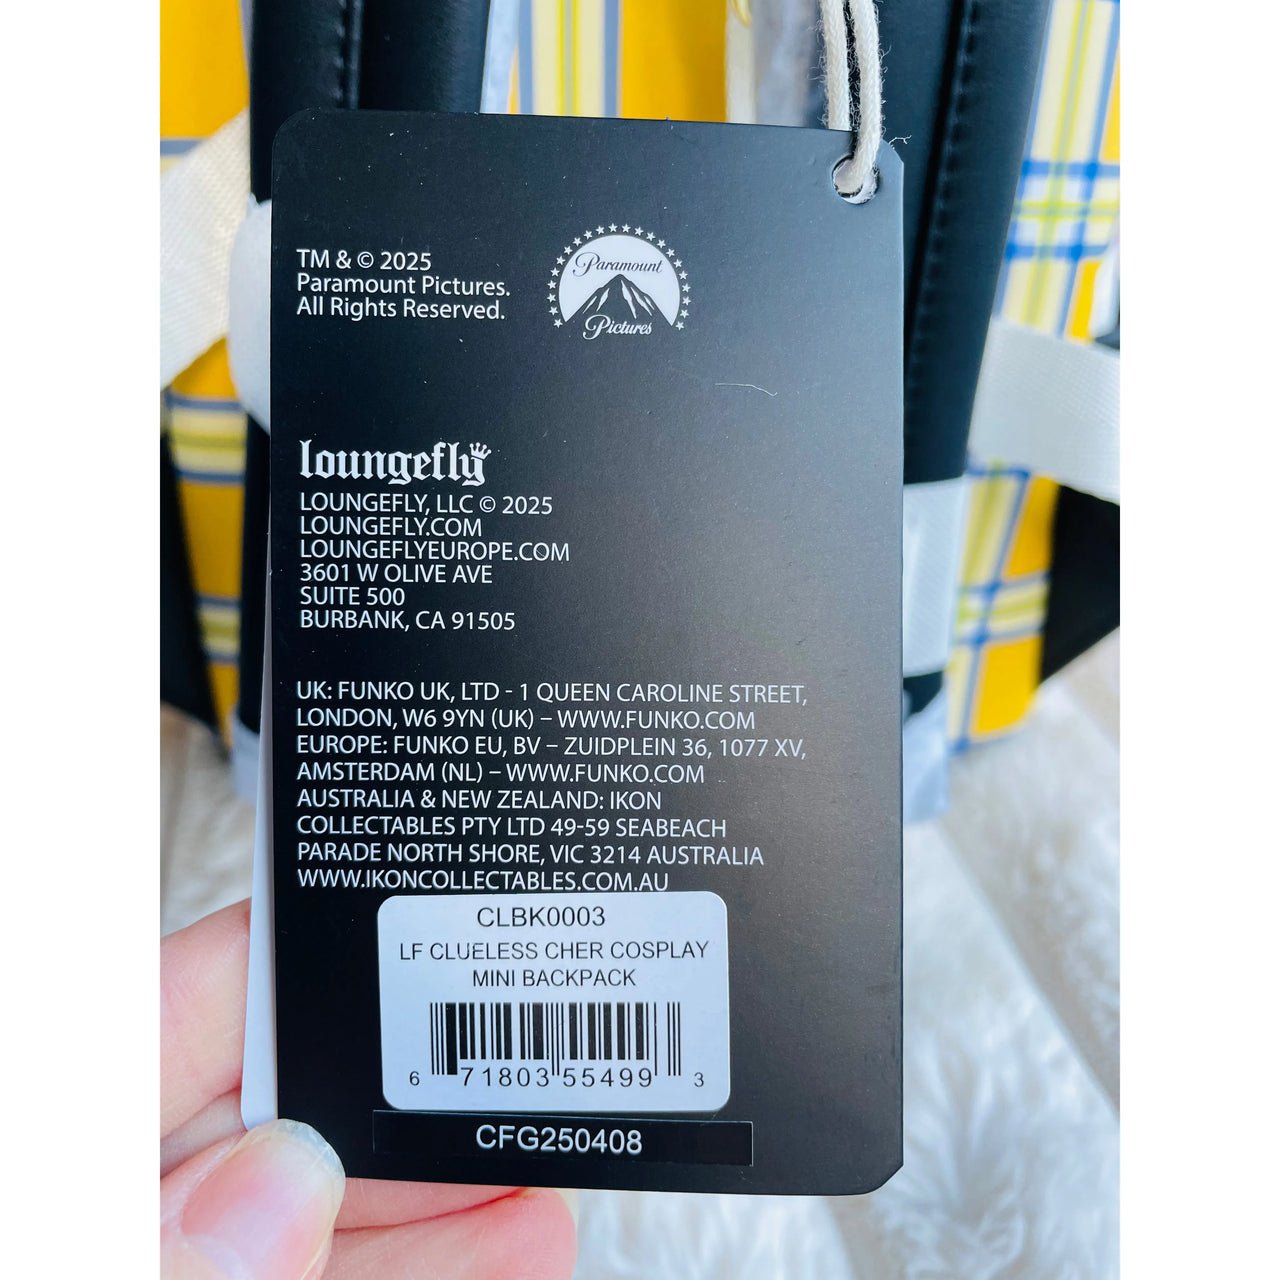 TM & © 2025
Paramount Pictures.
All Rights Reserved.
Paramount
Pictures
loungefly
LOUNGEFLY, LLC © 2025
LOUNGEFLY.COM
LOUNGEFLYEUROPE.COM
3601 W OLIVE AVE
SUITE 500
BURBANK, CA 91505
UK: FUNKO UK, LTD - 1 QUEEN CAROLINE STREET,
LONDON, W6 9YN (UK) – WWW.FUNKO.COM
EUROPE: FUNKO EU, BV – ZUIDPLEIN 36, 1077 XV,
AMSTERDAM (NL) – WWW.FUNKO.COM
AUSTRALIA & NEW ZEALAND: IKON
COLLECTABLES PTY LTD 49-59 SEABEACH
PARADE NORTH SHORE, VIC 3214 AUSTRALIA
WWW.IKONCOLLECTABLES.COM.AU
CLBK0003
LF CLUELESS CHER COSPLAY
MINI BACKPACK
6 71803 55499 3
CFG250408